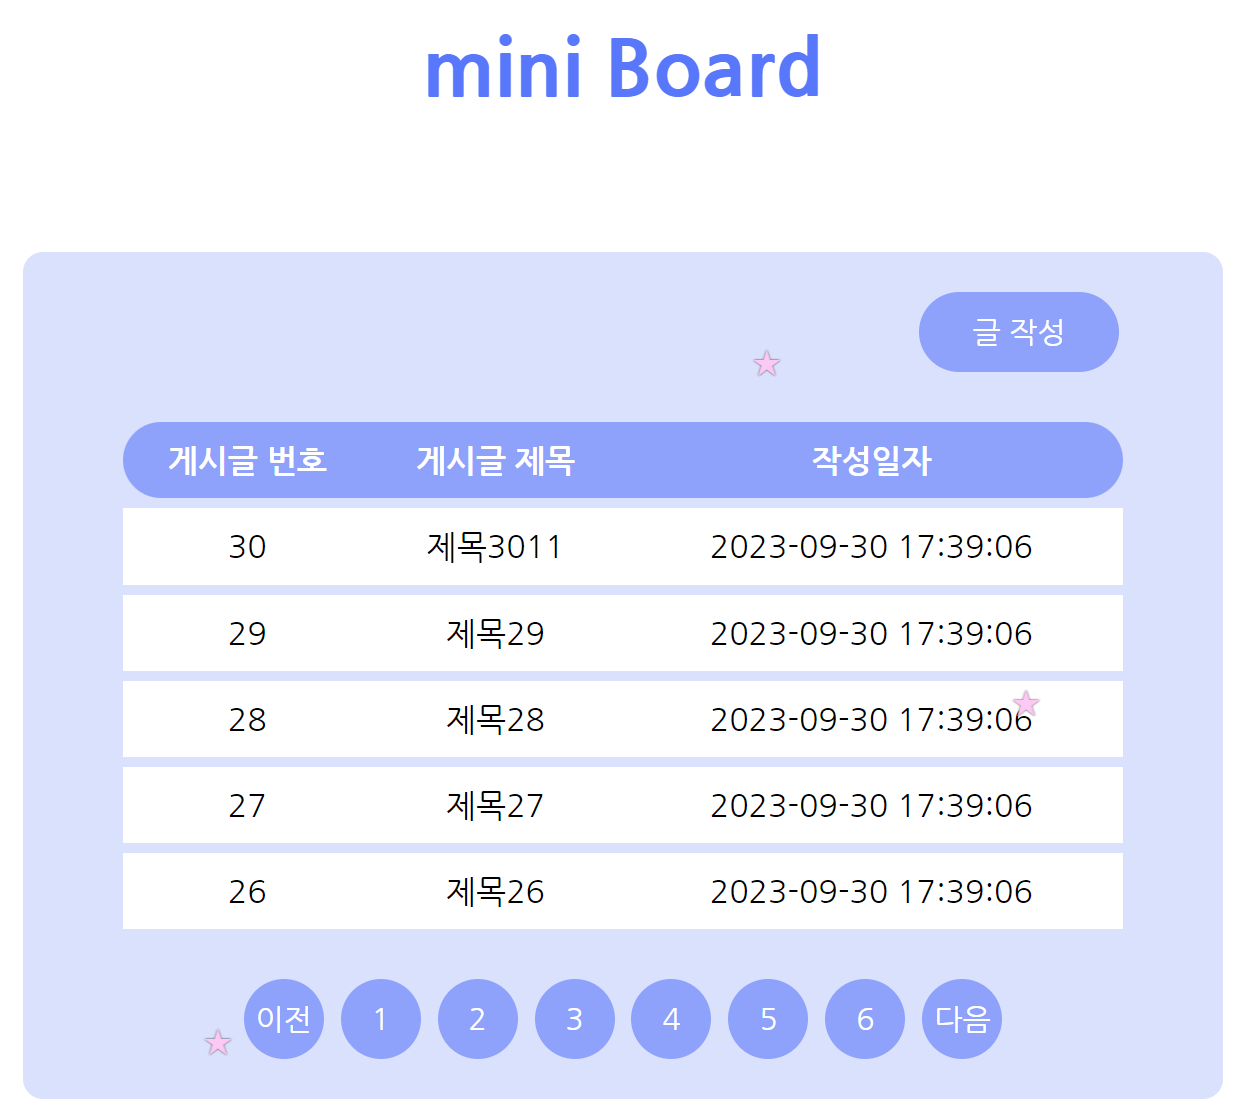 mini Board
글 작성
게시글 번호 게시글 제목 작성일자
30 제목3011 2023-09-30 17:39:06
29 제목29 2023-09-30 17:39:06
28 제목28 2023-09-30 17:39:06
27 제목27 2023-09-30 17:39:06
26 제목26 2023-09-30 17:39:06
이전 1 2 3 4 5 6 다음